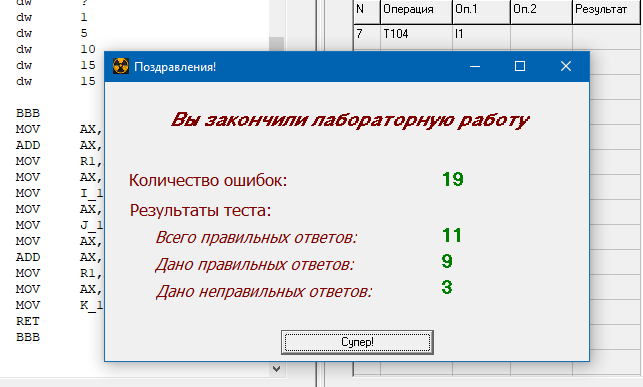 dw ?
dw 1
dw 5
dw 10
dw 15
dw 15
BBB
MOV AX,
ADD AX,
MOV R1,
MOV AX,
MOV I_1
MOV AX,
MOV J_1
MOV AX,
ADD AX,
MOV R1,
MOV AX,
MOV K_1
RET
BBB
N Операция Оп.1 Оп.2 Результат
7 T104 I1
Поздравления!
Вы закончили лабораторную работу
Количество ошибок: 19
Результаты теста:
Всего правильных ответов: 11
Дано правильных ответов: 9
Дано неправильных ответов: 3
Супер!